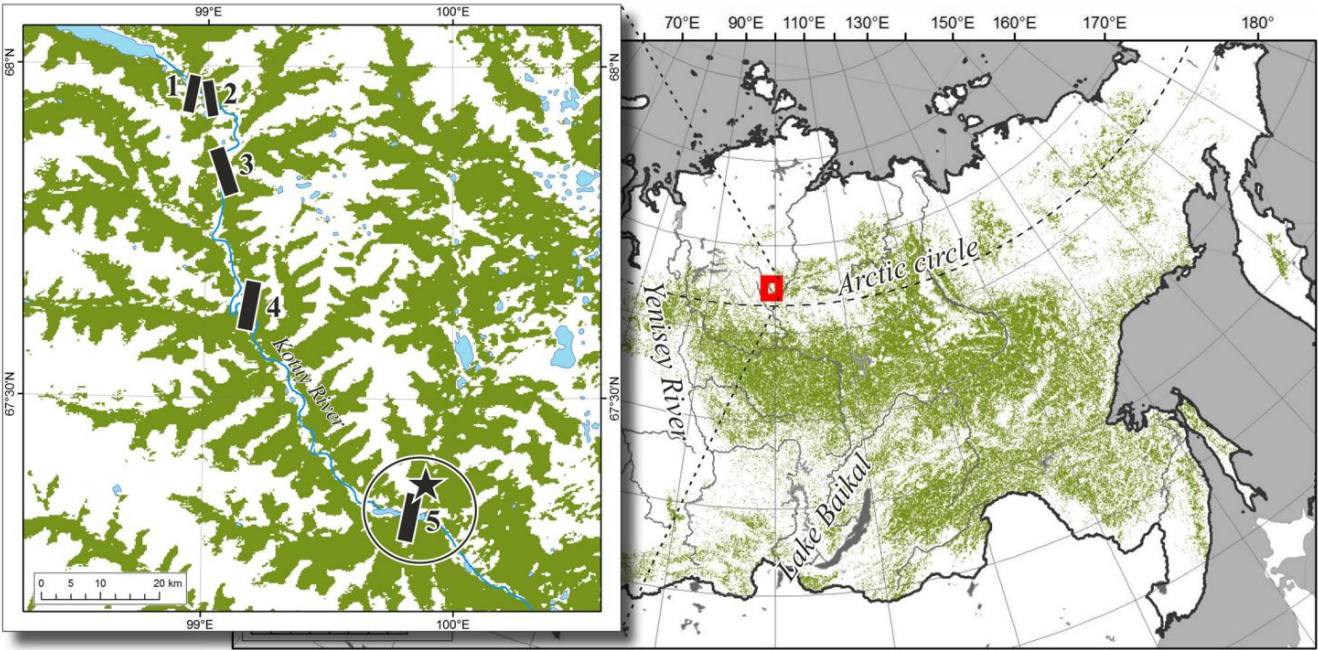 99°E 100°E
68°N 68°N
1 2
3
4
Kotuy River
67°30'N 67°30'N
5
0 5 10 20 km
99°E 100°E
70°E 90°E 110°E 130°E 150°E 160°E 170°E 180°
Arctic circle
Yenisey River
Lake Baikal